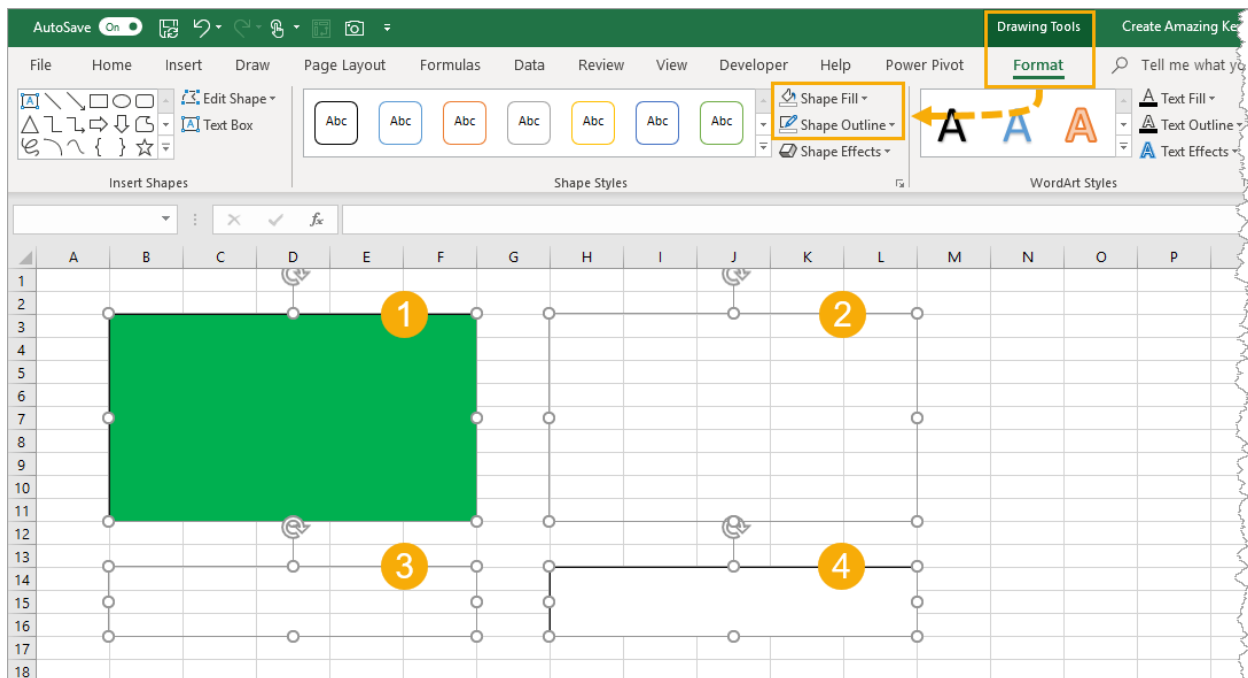 AutoSave On Drawing Tools Create Amazing Ke
File Home Insert Draw Page Layout Formulas Data Review View Developer Help Power Pivot Format Tell me what yo
Edit Shape Abc Abc Abc Abc Abc Abc Abc Shape Fill A A A A Text Fill
A Text Box Shape Outline A Text Outline
Shape Effects A Text Effects
Insert Shapes Shape Styles WordArt Styles
fx
A B C D E F G H I J K L M N O P
1
2 1 2
3
4
5
6
7
8
9
10
11
12
13 3 4
14
15
16
17
18